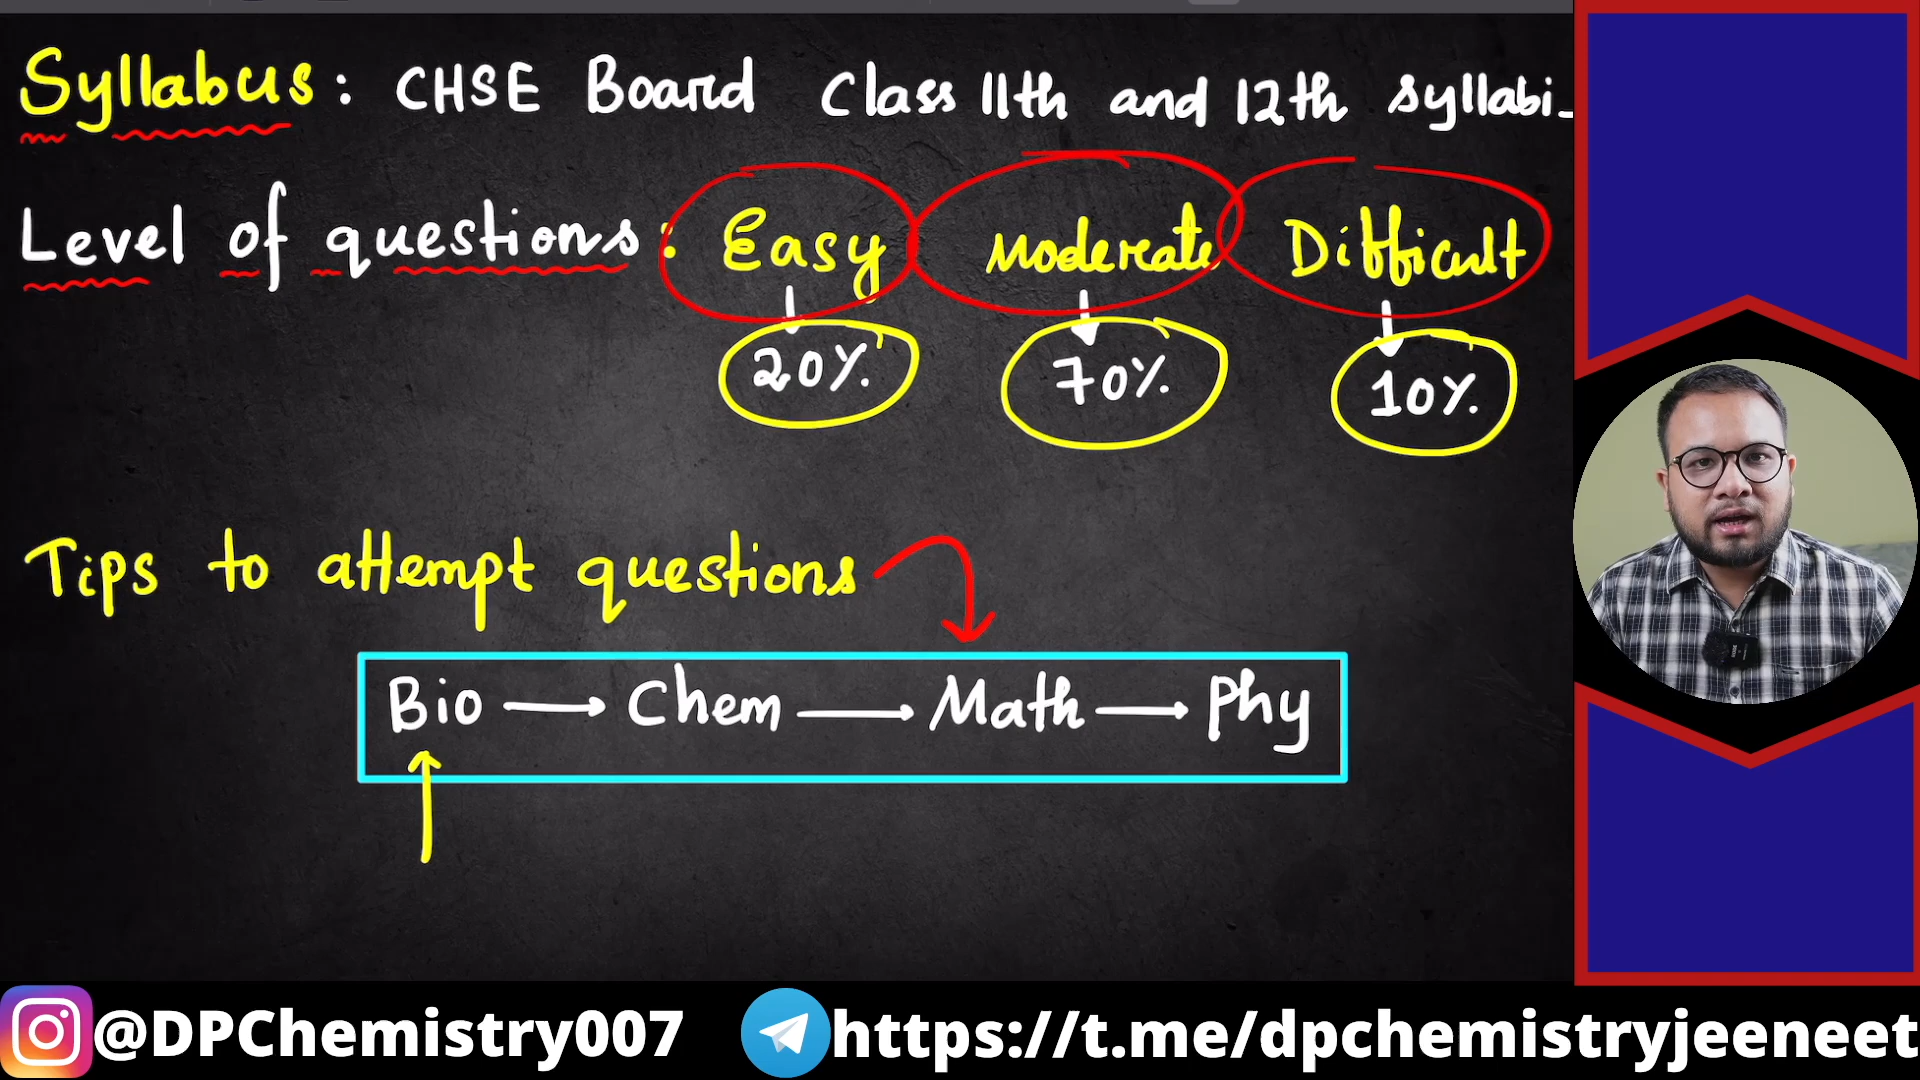 Syllabus : CHSE Board Class 11th and 12th syllabi
Level of questions : Easy Moderate Difficult
20% 70% 10%
Tips to attempt questions
Bio → Chem → Math → Phy
@DPChemistry007 https://t.me/dpchemistryjeeneet